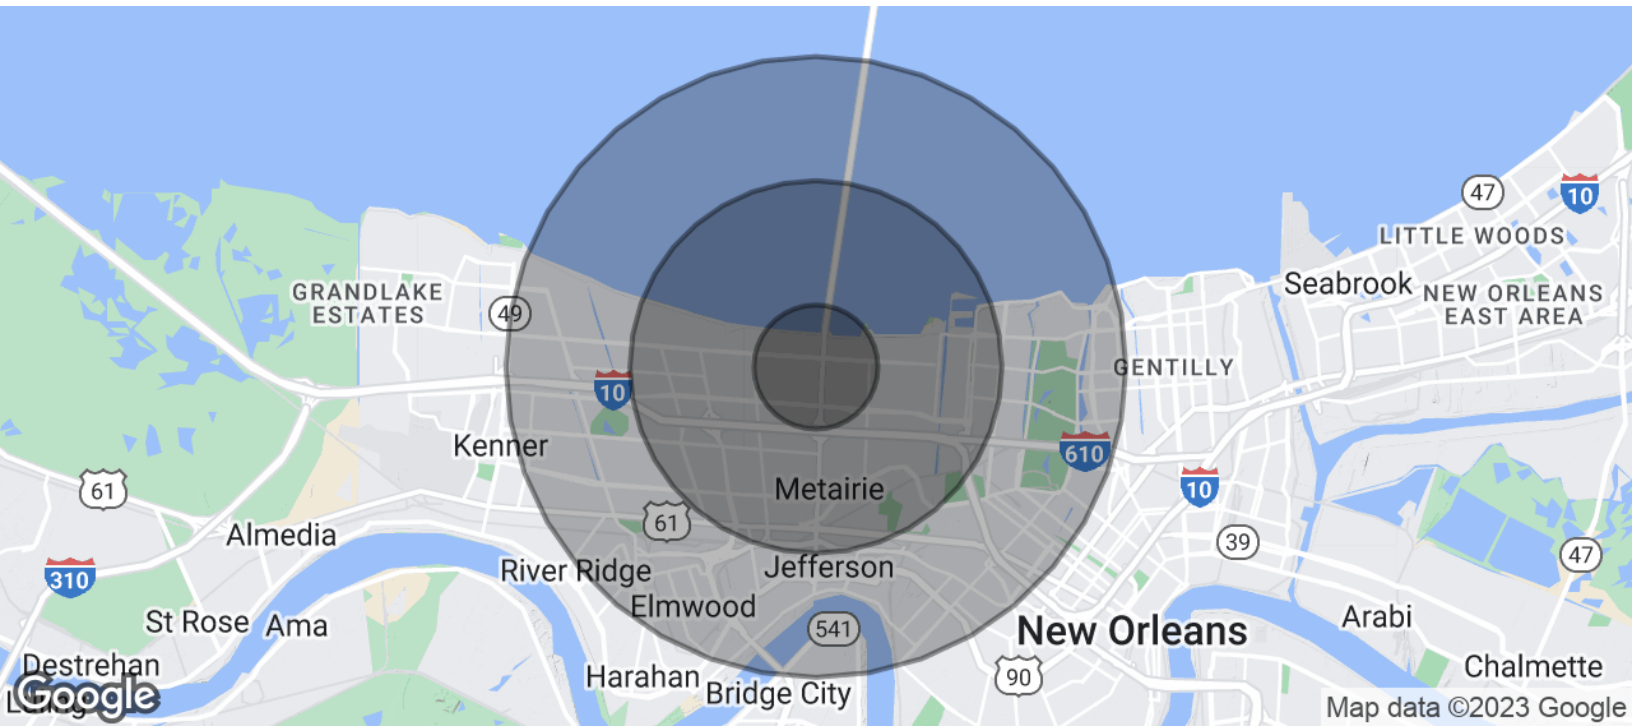 47
10
LITTLE WOODS
Seabrook
GRANDLAKE
ESTATES
49
NEW ORLEANS
EAST AREA
GENTILLY
10
Kenner
610
Metairie
61
10
61
Almedia
39
47
310
River Ridge
Jefferson
Elmwood
St Rose
Ama
541
New Orleans
Arabi
Destrehan
Harahan
90
Chalmette
Bridge City
Google
Map data ©2023 Google